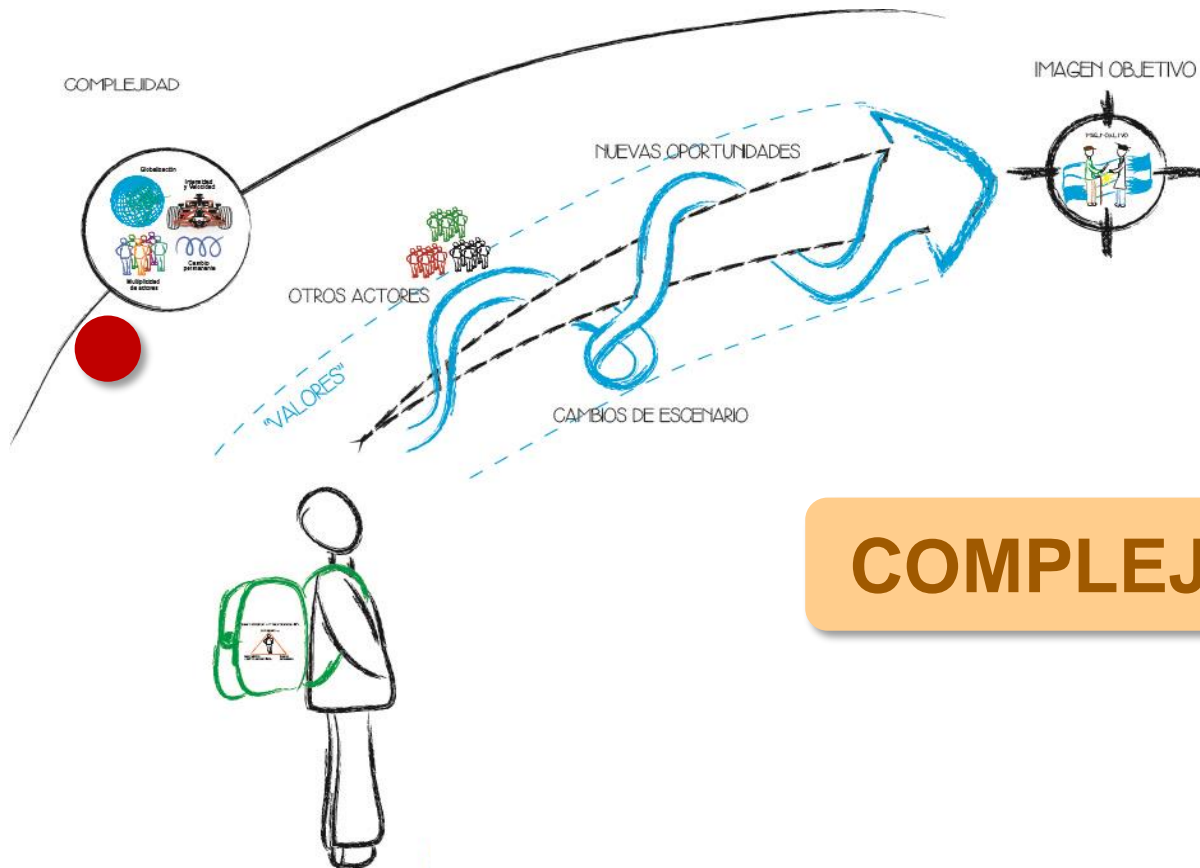 COMPLEJIDAD
IMAGEN OBJETIVO
NUEVAS OPORTUNIDADES
Globalización
Intensidad
y Velocidad
Cambio
permanente
Multiplicidad
de actores
OTROS ACTORES
"VALORES"
CAMBIOS DE ESCENARIO
COMPLEJ